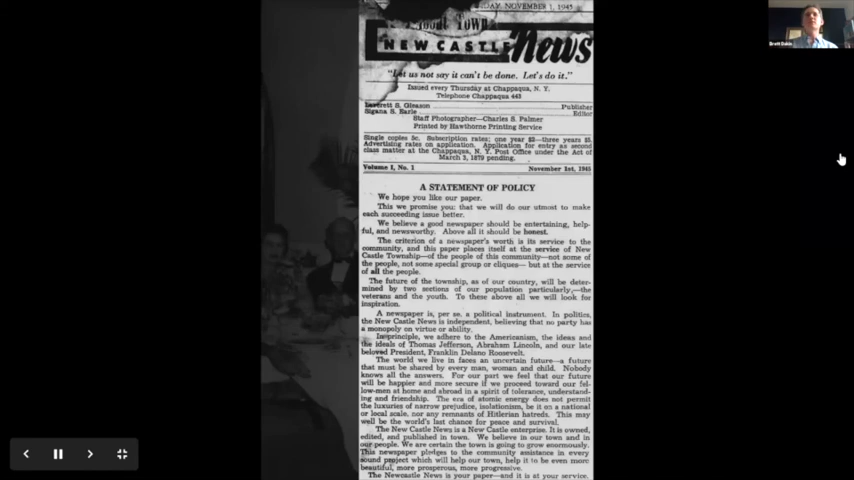 DAY, NOVEMBER 1, 1945
About Town
NEW CASTLE News
"Let us not say it can't be done. Let's do it."
Issued every Thursday at Chappaqua, N. Y.
Telephone Chappaqua 443
Leverett S. Gleason Publisher
Sigana S. Earle Editor
Staff Photographer—Charles S. Palmer
Printed by Hawthorne Printing Service
Single copies 5c. Subscription rates: one year $2—three years $5.
Advertising rates on application. Application for entry as second
class matter at the Chappaqua, N. Y. Post Office under the Act of
March 3, 1879 pending.
Volume I, No. 1 November 1st, 1945
A STATEMENT OF POLICY
We hope you like our paper.
This we promise you: that we will do our utmost to make
each succeeding issue better.
We believe a good newspaper should be entertaining, help-
ful, and newsworthy. Above all it should be honest.
The criterion of a newspaper's worth is its service to the
community, and this paper places itself at the service of New
Castle Township—of the people of this community—not some of
the people, not some special group or cliques— but at the service
of all the people.
The future of the township, as of our country, will be deter-
mined by two sections of our population particularly,—the
veterans and the youth. To these above all we will look for
inspiration.
A newspaper is, per se, a political instrument. In politics,
the New Castle News is independent, believing that no party has
a monopoly on virtue or ability.
In principle, we adhere to the Americanism, the ideas and
the ideals of Thomas Jefferson, Abraham Lincoln, and our late
beloved President, Franklin Delano Roosevelt.
The world we live in faces an uncertain future—a future
that must be shared by every man, woman and child. Nobody
knows all the answers. For our part we feel that our future
will be happier and more secure if we proceed toward our fel-
low-men at home and abroad in a spirit of tolerance, understand-
ing and friendship. The era of atomic energy does not permit
the luxuries of narrow prejudice, isolationism, be it on a national
or local scale, nor any remnants of Hitlerian hatreds. This may
well be the world's last chance for peace and survival.
The New Castle News is a New Castle enterprise. It is owned,
edited, and published in town. We believe in our town and in
our people. We are certain the town is going to grow enormously.
This newspaper pledges to the community assistance in every
sound project which will help our town, help it to be even more
beautiful, more prosperous, more progressive.
The Newcastle News is your paper—and it is at your service.